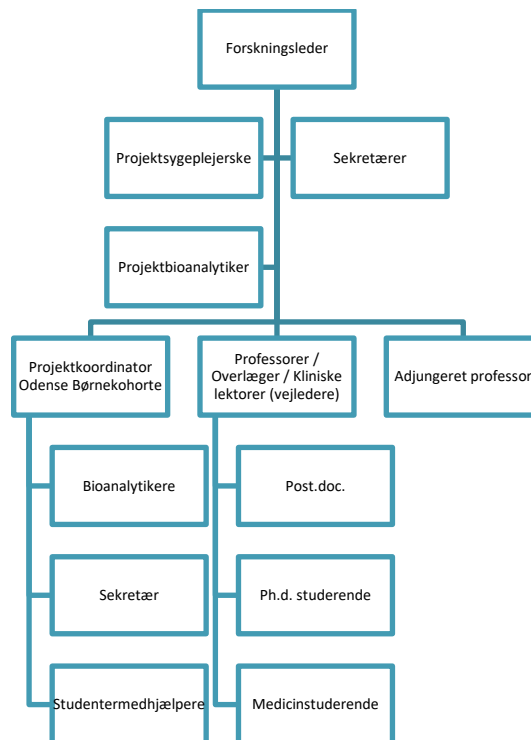 Forskningsleder
Projektsygeplejerske
Sekretærer
Projektbioanalytiker
Projektkoordinator
Odense Børnekohorte
Professorer /
Overlæger / Kliniske
lektorer (vejledere)
Adjungeret professor
Bioanalytikere
Post.doc.
Sekretær
Ph.d. studerende
Studentermedhjælpere
Medicinstuderende